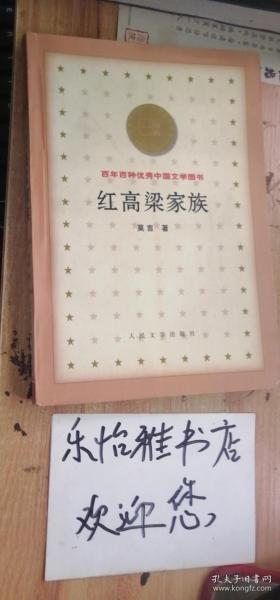 百年百种优秀中国文学图书
红高粱家族
莫言 著
人民文学出版社
乐怡雅书店
欢迎您
孔夫子旧书网